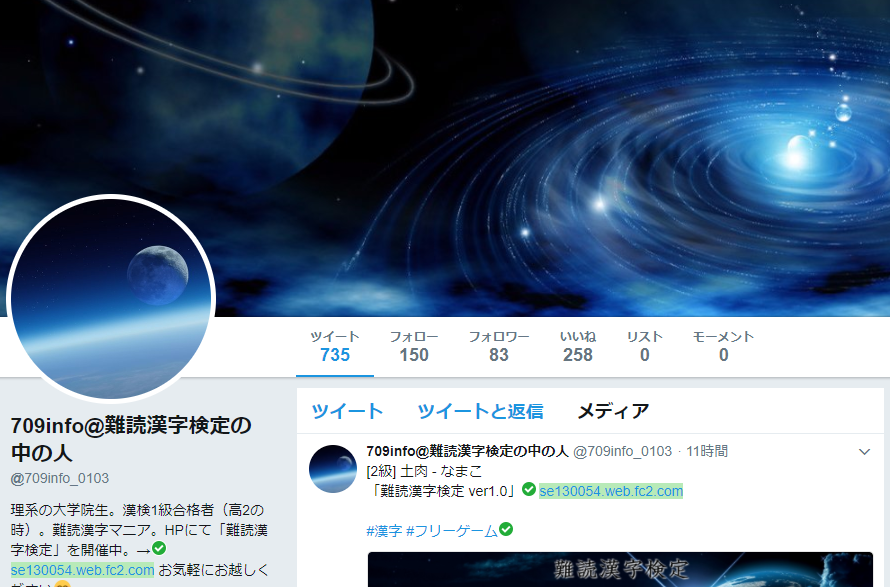 ツイート フォロー フォロワー いいね リスト モーメント
735 150 83 258 0 0
709info@難読漢字検定の
中の人
@709info_0103
理系の大学院生。漢検1級合格者（高2の
時）。難読漢字マニア。HPにて「難読漢
字検定」を開催中。→✅
se130054.web.fc2.com お気軽にお越しく
ださい😊
ツイート ツイートと返信 メディア
709info@難読漢字検定の中の人 @709info_0103 · 11時間
[2級] 土肉 - なまこ
「難読漢字検定 ver1.0」✅ se130054.web.fc2.com
#漢字 #フリーゲーム✅
難読漢字検定